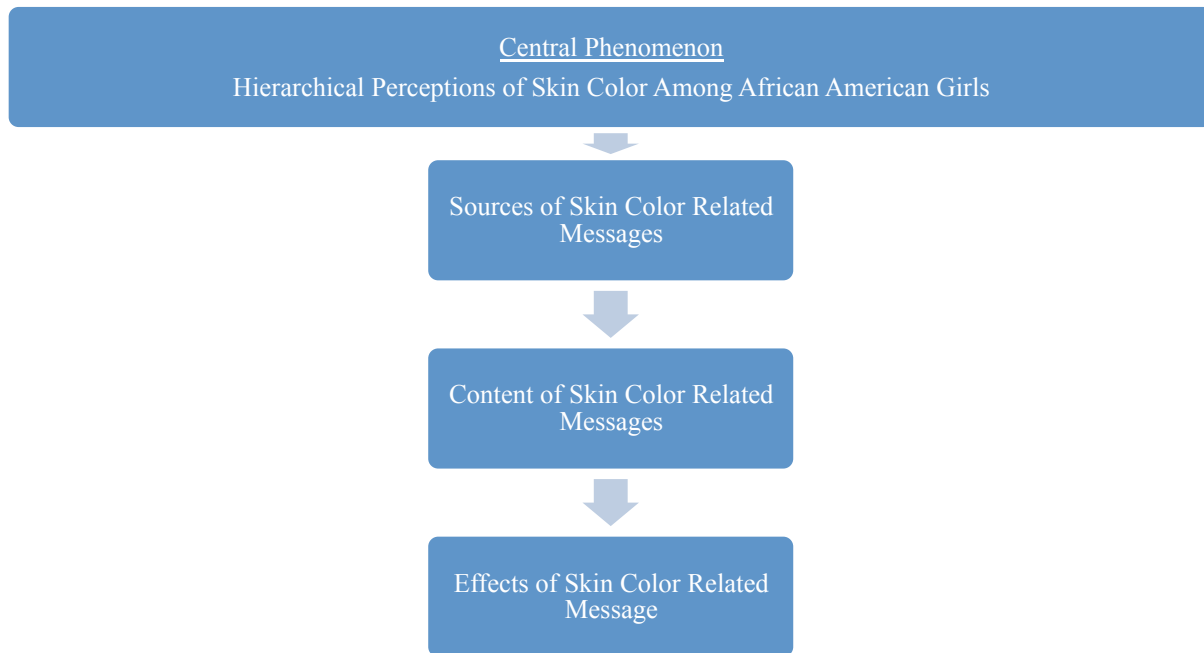 Central Phenomenon
Hierarchical Perceptions of Skin Color Among African American Girls
Sources of Skin Color Related
Messages
Content of Skin Color Related
Messages
Effects of Skin Color Related
Message